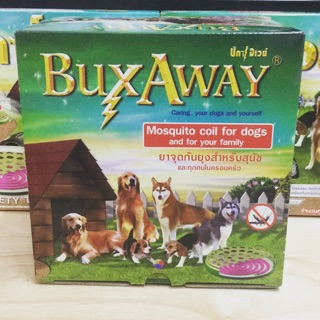 บั๊กซ์อะเวย์
BUXAWAY®
Caring.. your dogs and yourself
Mosquito coil for dogs
and for your family
ยาจุดกันยุงสำหรับสุนัข
และทุกคนในครอบครัว